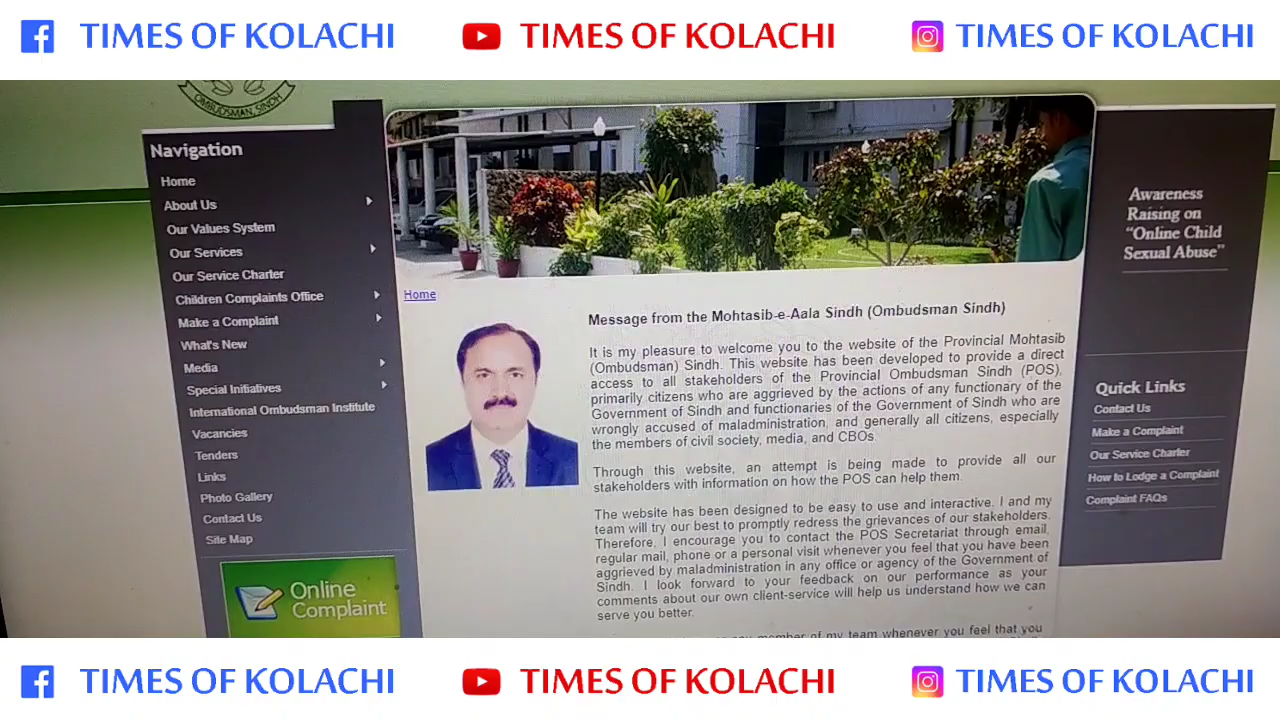 TIMES OF KOLACHI
TIMES OF KOLACHI
TIMES OF KOLACHI
OMBUDSMAN, SINDH
Navigation
Home
About Us
Our Values System
Our Services
Our Service Charter
Children Complaints Office
Make a Complaint
What's New
Media
Special Initiatives
International Ombudsman Institute
Vacancies
Tenders
Links
Photo Gallery
Contact Us
Site Map
Online
Complaint
Home
Message from the Mohtasib-e-Aala Sindh (Ombudsman Sindh)
It is my pleasure to welcome you to the website of the Provincial Mohtasib
(Ombudsman) Sindh. This website has been developed to provide a direct
access to all stakeholders of the Provincial Ombudsman Sindh (POS),
primarily citizens who are aggrieved by the actions of any functionary of the
Government of Sindh and functionaries of the Government of Sindh who are
wrongly accused of maladministration, and generally all citizens, especially
the members of civil society, media, and CBOs.
Through this website, an attempt is being made to provide all our
stakeholders with information on how the POS can help them.
The website has been designed to be easy to use and interactive. I and my
team will try our best to promptly redress the grievances of our stakeholders.
Therefore, I encourage you to contact the POS Secretariat through email,
regular mail, phone or a personal visit whenever you feel that you have been
aggrieved by maladministration in any office or agency of the Government of
Sindh. I look forward to your feedback on our performance as your
comments about our own client-service will help us understand how we can
serve you better.
any member of my team whenever you feel that you
Awareness
Raising on
“Online Child
Sexual Abuse”
Quick Links
Contact Us
Make a Complaint
Our Service Charter
How to Lodge a Complaint
Complaint FAQs
TIMES OF KOLACHI
TIMES OF KOLACHI
TIMES OF KOLACHI